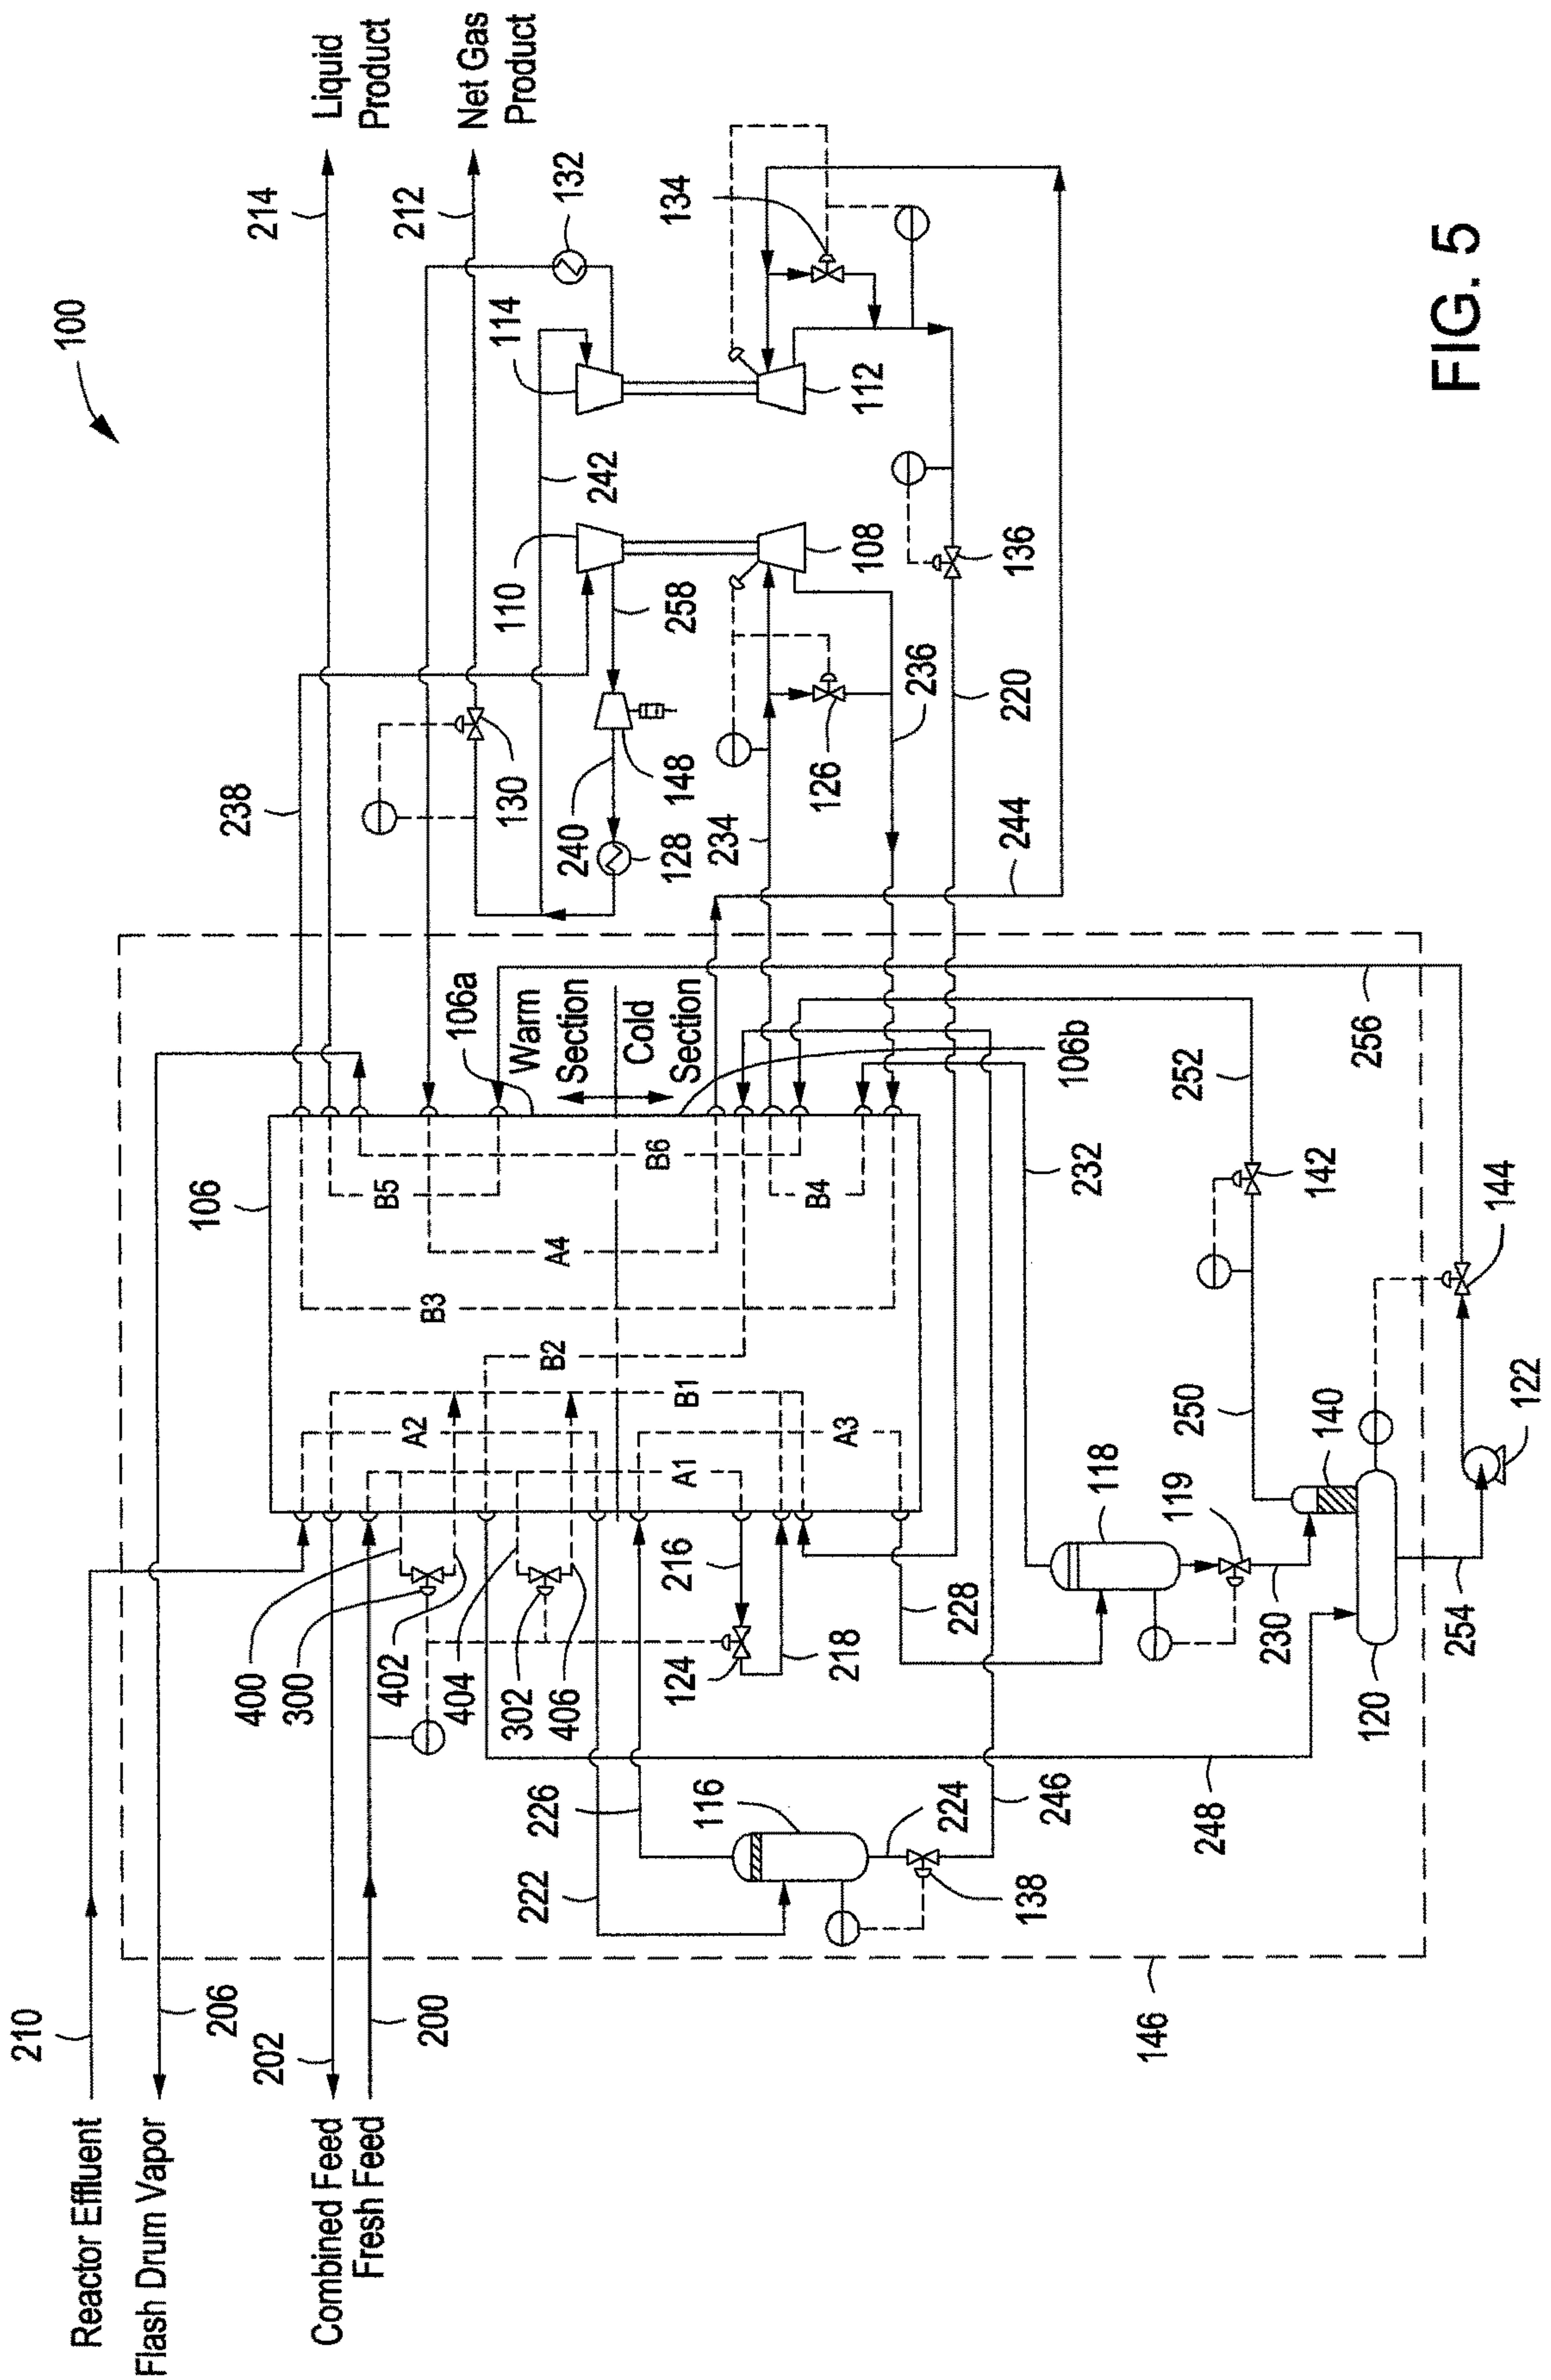 210
100
Reactor Effluent
Flash Drum Vapor
206
106
238
214
202
400
300
Combined Feed
Liquid
Product
Fresh Feed
402
B5
212
A2
200
B3
404
106a
Net Gas
Product
130
110
114
302
Warm
Section
222
226
B2
406
A4
240
132
242
Cold
Section
B6
124
216
A1
B1
128
148
258
134
116
234
B4
126
218
A3
108
112
236
224
228
138
220
136
244
246
106b
232
118
146
119
248
250
252
230
142
140
120
256
254
144
122
FIG. 5